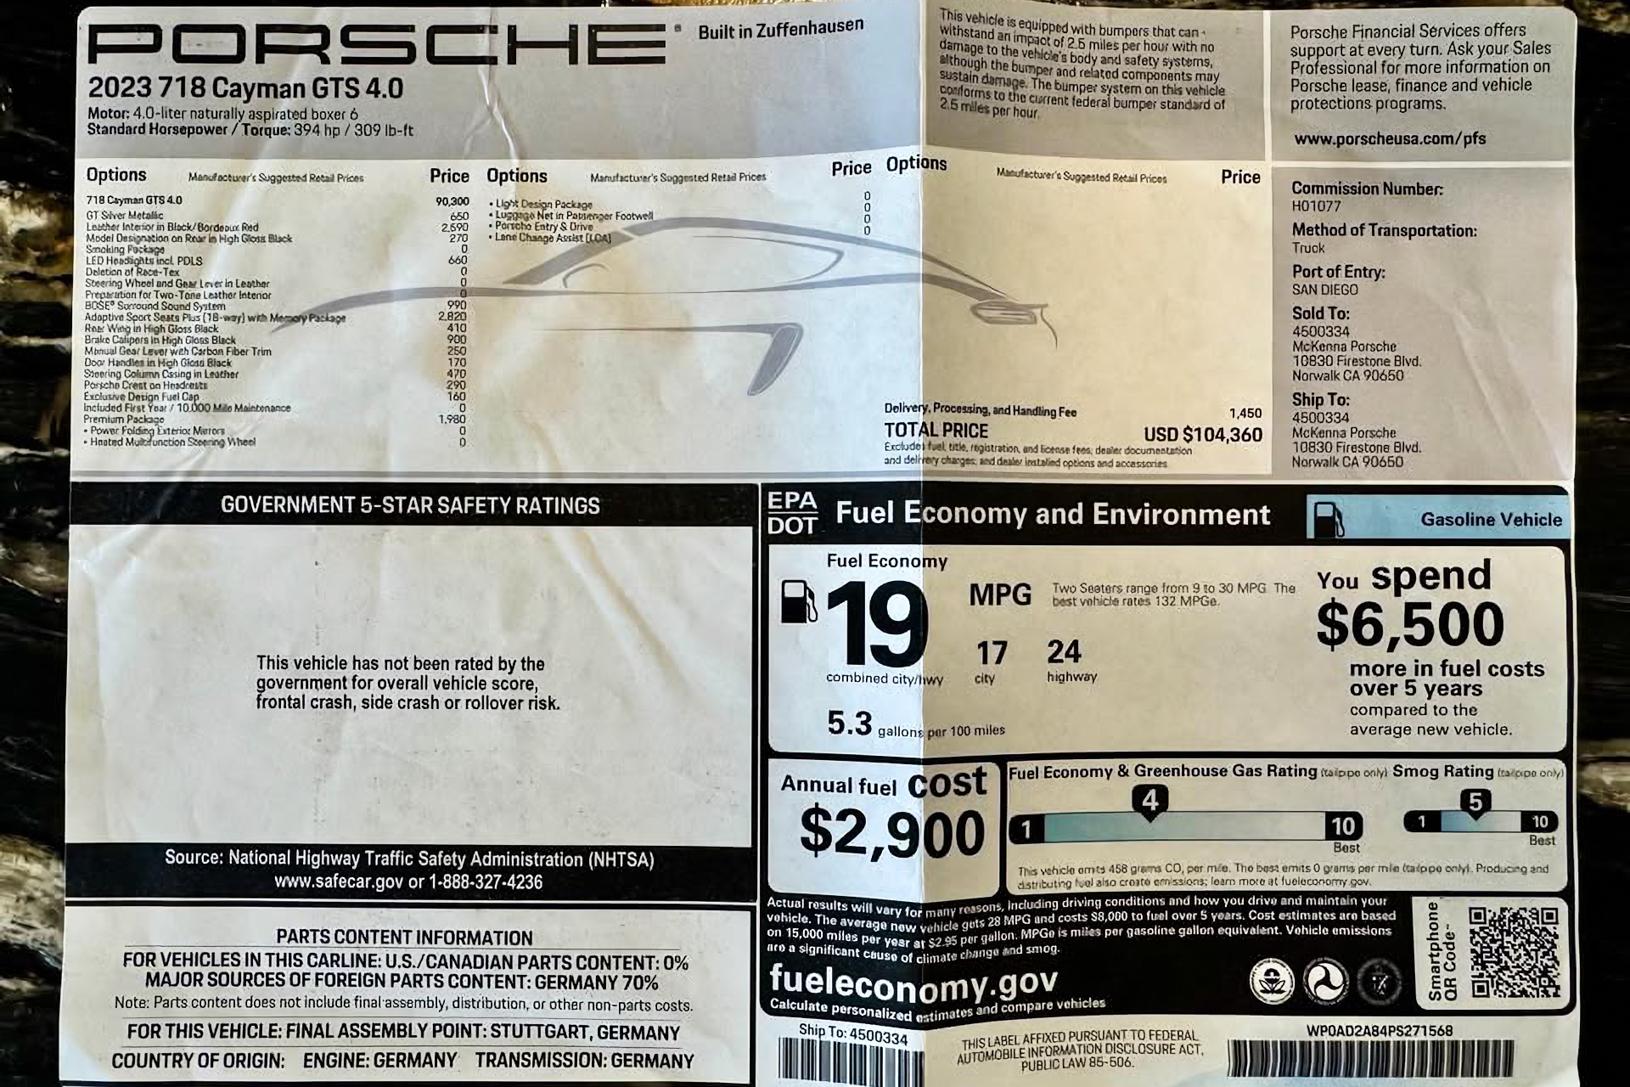 PORSCHE® Built in Zuffenhausen
2023 718 Cayman GTS 4.0
Motor: 4.0-liter naturally aspirated boxer 6
Standard Horsepower / Torque: 394 hp / 309 lb-ft
This vehicle is equipped with bumpers that can
withstand an impact of 2.5 miles per hour with no
damage to the vehicle's body and safety systems,
although the bumper and related components may
sustain damage. The bumper system on this vehicle
conforms to the current federal bumper standard of
2.5 miles per hour.
Porsche Financial Services offers
support at every turn. Ask your Sales
Professional for more information on
Porsche lease, finance and vehicle
protections programs.
www.porscheusa.com/pfs
Options Manufacturer's Suggested Retail Prices Price
718 Cayman GTS 4.0 90,300
GT Silver Metallic 650
Leather Interior in Black/Bordeaux Red 2,590
Model Designation on Rear in High Gloss Black 270
Smoking Package 0
LED Headlights incl. PDLS 660
Deletion of Race-Tex 0
Steering Wheel and Gear Lever in Leather 0
Preparation for Two-Tone Leather Interior 0
BOSE® Surround Sound System 990
Adaptive Sport Seats Plus (18-way) with Memory Package 2,820
Rear Wing in High Gloss Black 410
Brake Calipers in High Gloss Black 900
Manual Gear Lever with Carbon Fiber Trim 250
Door Handles in High Gloss Black 170
Steering Column Casing in Leather 470
Porsche Crest on Headrests 290
Exclusive Design Fuel Cap 160
Included First Year / 10,000 Mile Maintenance 0
Premium Package 1,980
• Power Folding Exterior Mirrors 0
• Heated Multifunction Steering Wheel 0
Options Manufacturer's Suggested Retail Prices Price
• Light Design Package 0
• Luggage Net in Passenger Footwell 0
• Porsche Entry & Drive 0
• Lane Change Assist (LCA) 0
Options Manufacturer's Suggested Retail Prices Price
Delivery, Processing, and Handling Fee 1,450
TOTAL PRICE USD $104,360
Excludes fuel, title, registration, and license fees, dealer documentation
and delivery charges; and dealer installed options and accessories
Commission Number:
H01077
Method of Transportation:
Truck
Port of Entry:
SAN DIEGO
Sold To:
4500334
McKenna Porsche
10830 Firestone Blvd.
Norwalk CA 90650
Ship To:
4500334
McKenna Porsche
10830 Firestone Blvd.
Norwalk CA 90650
GOVERNMENT 5-STAR SAFETY RATINGS
This vehicle has not been rated by the
government for overall vehicle score,
frontal crash, side crash or rollover risk.
Source: National Highway Traffic Safety Administration (NHTSA)
www.safecar.gov or 1-888-327-4236
PARTS CONTENT INFORMATION
FOR VEHICLES IN THIS CARLINE: U.S./CANADIAN PARTS CONTENT: 0%
MAJOR SOURCES OF FOREIGN PARTS CONTENT: GERMANY 70%
Note: Parts content does not include final assembly, distribution, or other non-parts costs.
FOR THIS VEHICLE: FINAL ASSEMBLY POINT: STUTTGART, GERMANY
COUNTRY OF ORIGIN: ENGINE: GERMANY TRANSMISSION: GERMANY
EPA
DOT
Fuel Economy and Environment
Gasoline Vehicle
Fuel Economy
19 MPG
Two Seaters range from 9 to 30 MPG. The
best vehicle rates 132 MPGe.
17 24
combined city/hwy city highway
5.3 gallons per 100 miles
You spend
$6,500
more in fuel costs
over 5 years
compared to the
average new vehicle.
Annual fuel cost
$2,900
Fuel Economy & Greenhouse Gas Rating (tailpipe only) Smog Rating (tailpipe only)
4 5
1 10 1 10
Best Best
This vehicle emits 458 grams CO2 per mile. The best emits 0 grams per mile (tailpipe only). Producing and
distributing fuel also create emissions; learn more at fueleconomy.gov.
Actual results will vary for many reasons, including driving conditions and how you drive and maintain your
vehicle. The average new vehicle gets 28 MPG and costs $8,000 to fuel over 5 years. Cost estimates are based
on 15,000 miles per year at $2.95 per gallon. MPGe is miles per gasoline gallon equivalent. Vehicle emissions
are a significant cause of climate change and smog.
fueleconomy.gov
Calculate personalized estimates and compare vehicles
Smartphone
QR Code™
Ship To: 4500334
THIS LABEL AFFIXED PURSUANT TO FEDERAL
AUTOMOBILE INFORMATION DISCLOSURE ACT,
PUBLIC LAW 85-506.
WP0AD2A84PS271568